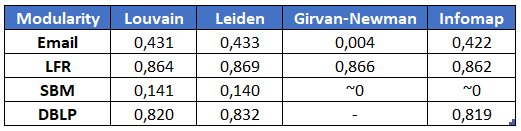 Modularity Louvain Leiden Girvan-Newman Infomap
Email 0,431 0,433 0,004 0,422
LFR 0,864 0,869 0,866 0,862
SBM 0,141 0,140 ~0 ~0
DBLP 0,820 0,832 - 0,819